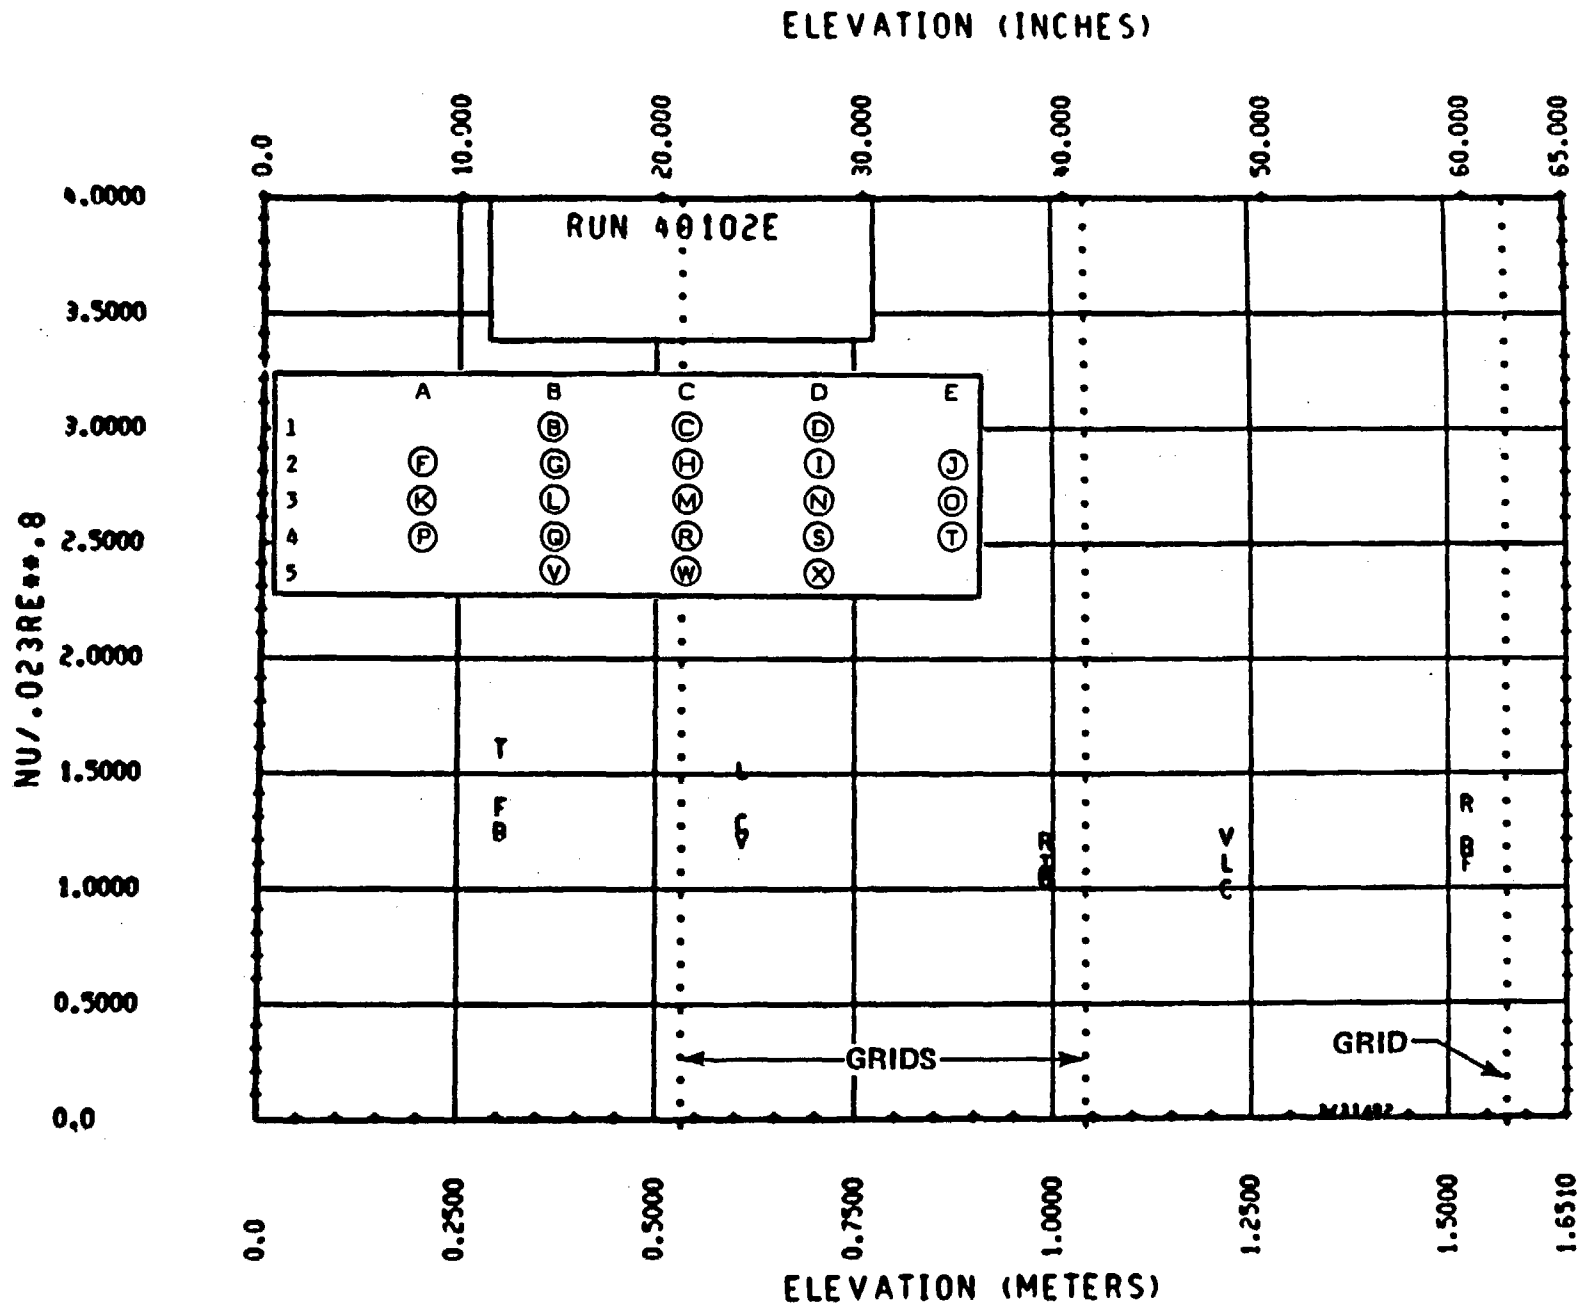 ELEVATION (INCHES)
0.0 10.000 20.000 30.000 40.000 50.000 60.000 65.000
4.0000
RUN 40102E
3.5000
A B C D E
3.0000
1 B C D
2 F G H I J
3 K L M N O
2.5000
4 P Q R S T
5 V W X
NU/.023RE**.8
2.0000
T
1.5000
L
F
R
B
C
V
R
V
B
L
F
1.0000
C
0.5000
GRIDS
GRID
0.0
0.0 0.2500 0.5000 0.7500 1.0000 1.2500 1.5000 1.6510
ELEVATION (METERS)